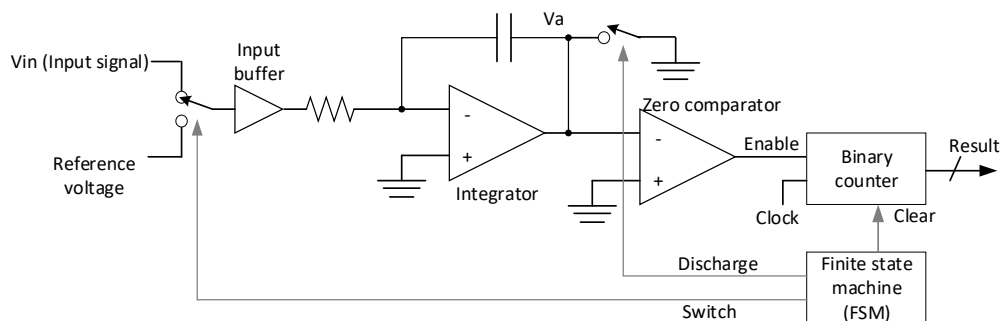 Va
Input
buffer
Vin (Input signal)
Zero comparator
-
+
-
+
Enable
Binary
counter
Result
Reference
voltage
Integrator
Clock
Clear
Discharge
Finite state
machine
(FSM)
Switch